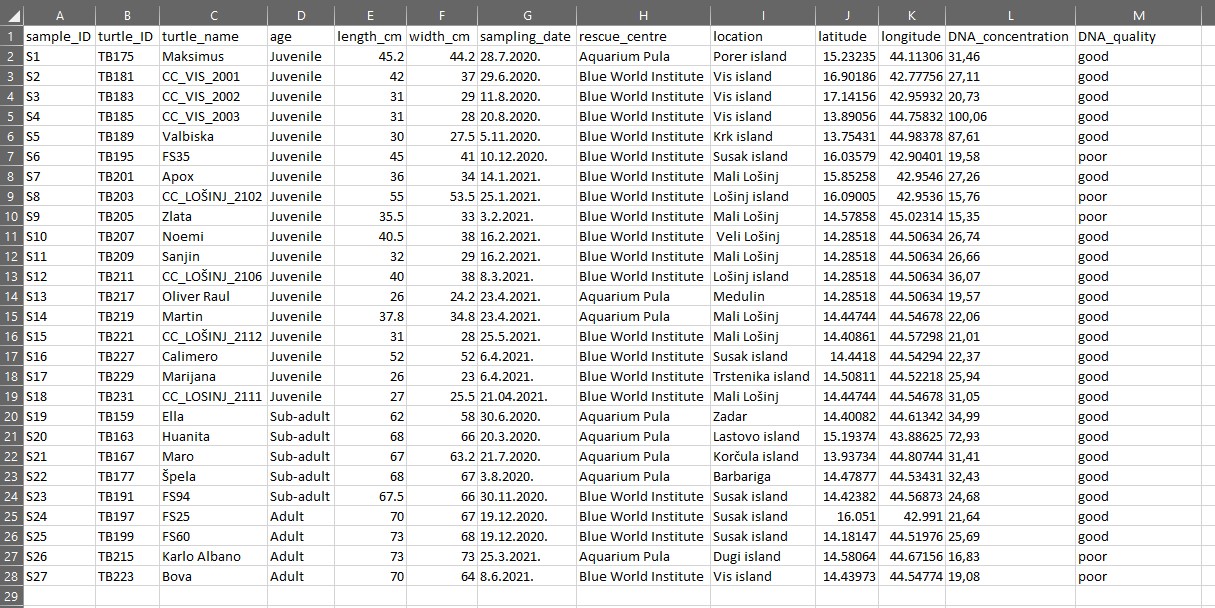 A B C D E F G H I J K L M
1 sample_ID turtle_ID turtle_name age length_cm width_cm sampling_date rescue_centre location latitude longitude DNA_concentration DNA_quality
2 S1 TB175 Maksimus Juvenile 45.2 44.2 28.7.2020. Aquarium Pula Porer island 15.23235 44.11306 31,46 good
3 S2 TB181 CC_VIS_2001 Juvenile 42 37 29.6.2020. Blue World Institute Vis island 16.90186 42.77756 27,11 good
4 S3 TB183 CC_VIS_2002 Juvenile 31 29 11.8.2020. Blue World Institute Vis island 17.14156 42.95932 20,73 good
5 S4 TB185 CC_VIS_2003 Juvenile 31 28 20.8.2020. Blue World Institute Vis island 13.89056 44.75832 100,06 good
6 S5 TB189 Valbiska Juvenile 30 27.5 5.11.2020. Blue World Institute Krk island 13.75431 44.98378 87,61 good
7 S6 TB195 FS35 Juvenile 45 41 10.12.2020. Blue World Institute Susak island 16.03579 42.90401 19,58 poor
8 S7 TB201 Apox Juvenile 36 34 14.1.2021. Blue World Institute Mali Lošinj 15.85258 42.9546 27,26 good
9 S8 TB203 CC_LOŠINJ_2102 Juvenile 55 53.5 25.1.2021. Blue World Institute Lošinj island 16.09005 42.9536 15,76 poor
10 S9 TB205 Zlata Juvenile 35.5 33 3.2.2021. Blue World Institute Mali Lošinj 14.57858 45.02314 15,35 poor
11 S10 TB207 Noemi Juvenile 40.5 38 16.2.2021. Blue World Institute Veli Lošinj 14.28518 44.50634 26,74 good
12 S11 TB209 Sanjin Juvenile 32 29 16.2.2021. Blue World Institute Mali Lošinj 14.28518 44.50634 26,66 good
13 S12 TB211 CC_LOŠINJ_2106 Juvenile 40 38 8.3.2021. Blue World Institute Lošinj island 14.28518 44.50634 36,07 good
14 S13 TB217 Oliver Raul Juvenile 26 24.2 23.4.2021. Aquarium Pula Medulin 14.28518 44.50634 19,57 good
15 S14 TB219 Martin Juvenile 37.8 34.8 23.4.2021. Aquarium Pula Mali Lošinj 14.44744 44.54678 22,06 good
16 S15 TB221 CC_LOŠINJ_2112 Juvenile 31 28 25.5.2021. Blue World Institute Mali Lošinj 14.40861 44.57298 21,01 good
17 S16 TB227 Calimero Juvenile 52 52 6.4.2021. Blue World Institute Susak island 14.4418 44.54294 22,37 good
18 S17 TB229 Marijana Juvenile 26 23 6.4.2021. Blue World Institute Trstenika island 14.50811 44.52218 25,94 good
19 S18 TB231 CC_LOSINJ_2111 Juvenile 27 25.5 21.04.2021. Blue World Institute Mali Lošinj 14.44744 44.54678 31,05 good
20 S19 TB159 Ella Sub-adult 62 58 30.6.2020. Aquarium Pula Zadar 14.40082 44.61342 34,99 good
21 S20 TB163 Huanita Sub-adult 68 66 20.3.2020. Aquarium Pula Lastovo island 15.19374 43.88625 72,93 good
22 S21 TB167 Maro Sub-adult 67 63.2 21.7.2020. Aquarium Pula Korčula island 13.93734 44.80744 31,41 good
23 S22 TB177 Špela Sub-adult 68 67 3.8.2020. Aquarium Pula Barbariga 14.47877 44.53431 32,43 good
24 S23 TB191 FS94 Sub-adult 67.5 66 30.11.2020. Blue World Institute Susak island 14.42382 44.56873 24,68 good
25 S24 TB197 FS25 Adult 70 67 19.12.2020. Blue World Institute Susak island 16.051 42.991 21,64 good
26 S25 TB199 FS60 Adult 73 68 19.12.2020. Blue World Institute Susak island 14.18147 44.51976 25,69 good
27 S26 TB215 Karlo Albano Adult 73 73 25.3.2021. Aquarium Pula Dugi island 14.58064 44.67156 16,83 poor
28 S27 TB223 Bova Adult 70 64 8.6.2021. Blue World Institute Vis island 14.43973 44.54774 19,08 poor
29